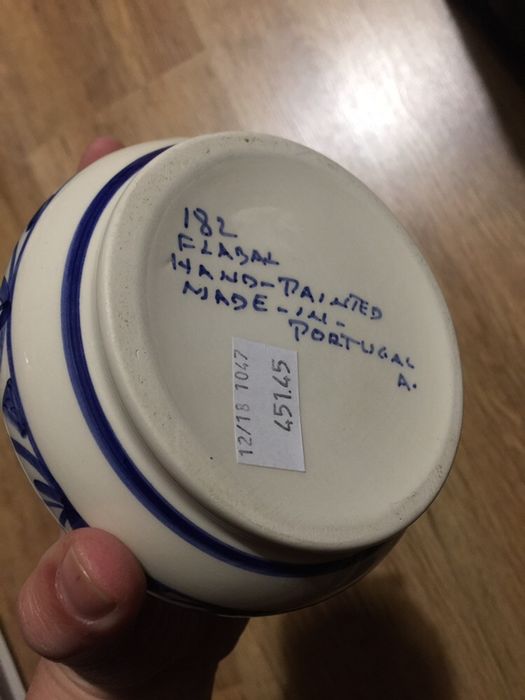 182
FLABAL
HAND-PAINTED
MADE-IN-
PORTUGAL
A.
12/18 1047
451.45